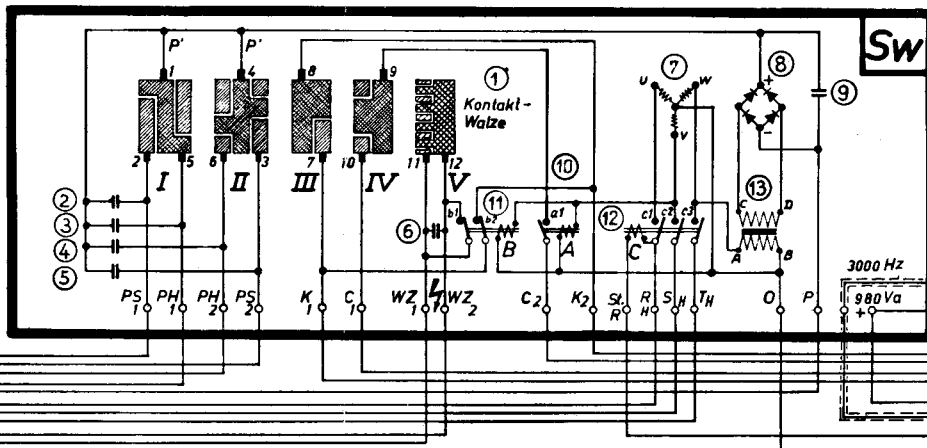 P' P' Sw
1 4 8 9 1 7 8
U W + 9
Kontakt-
Walze
V -
2 5 6 3 7 10 11 12
I II III IV V 10 13
2 11 12 C D
3 b1 b2 a1 c1 c2 c3
4 6 B A C A B
5 3000 Hz
PS 1 PH 1 PH 2 PS 2 K 1 C 1 WZ 1 WZ 2 C2 K2 St. R R H S H T H O P 980 Va
+